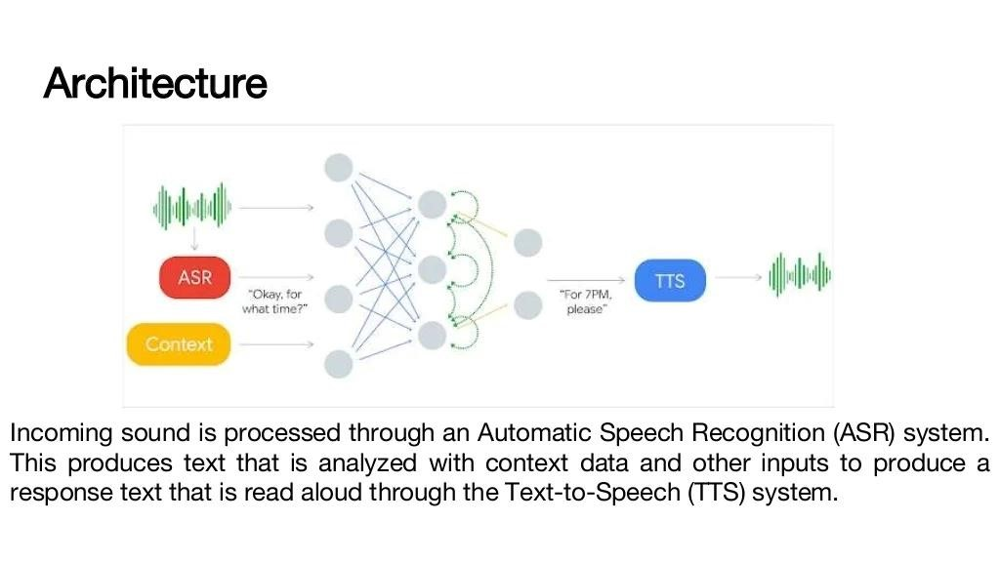 Architecture
ASR
"Okay, for
what time?"
Context
"For 7PM,
please"
TTS
Incoming sound is processed through an Automatic Speech Recognition (ASR) system.
This produces text that is analyzed with context data and other inputs to produce a
response text that is read aloud through the Text-to-Speech (TTS) system.